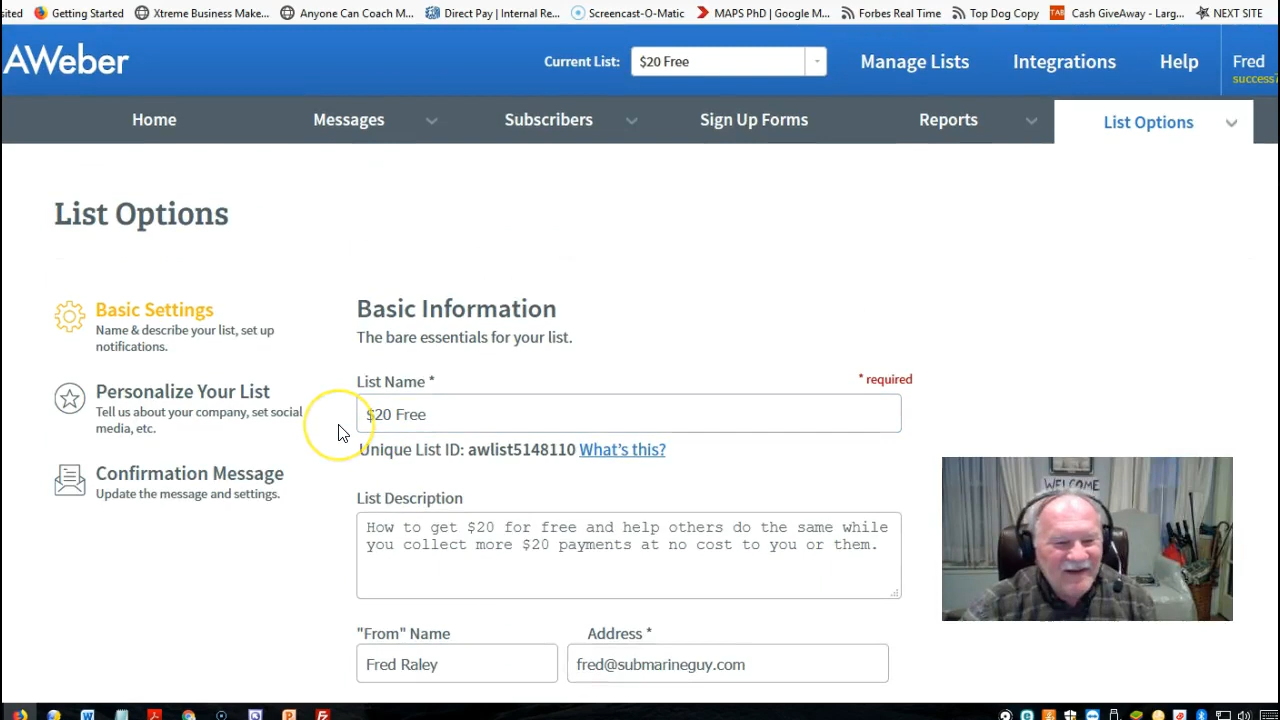 sited Getting Started Xtreme Business Make... Anyone Can Coach M... Direct Pay | Internal Re... Screencast-O-Matic MAPS PhD | Google M... Forbes Real Time Top Dog Copy TAB Cash GiveAway - Larg... NEXT SITE
AWeber Current List: $20 Free Manage Lists Integrations Help Fred
success7
Home Messages Subscribers Sign Up Forms Reports List Options
List Options
Basic Settings
Name & describe your list, set up
notifications.
Personalize Your List
Tell us about your company, set social
media, etc.
Confirmation Message
Update the message and settings.
Basic Information
The bare essentials for your list.
List Name *
* required
$20 Free
Unique List ID: awlist5148110 What's this?
List Description
How to get $20 for free and help others do the same while
you collect more $20 payments at no cost to you or them.
"From" Name Address *
Fred Raley fred@submarineguy.com
WELCOME